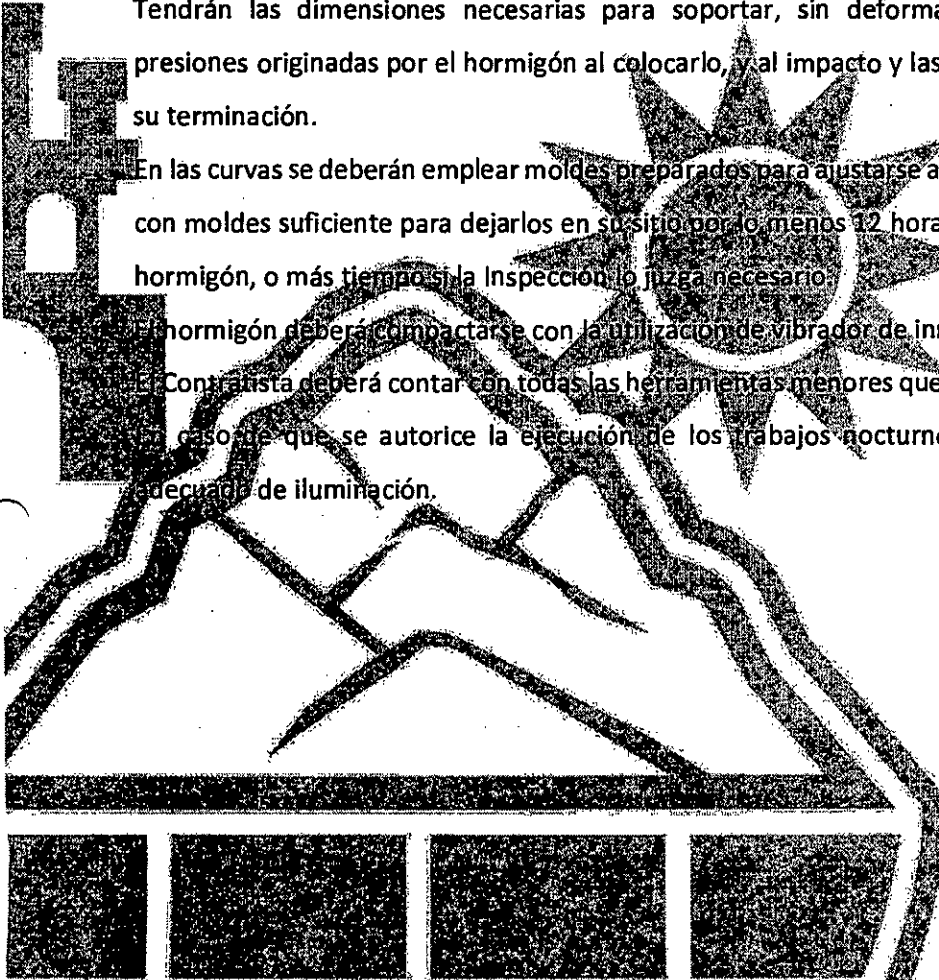 Tendrán las dimensiones necesarias para soportar, sin deforma
presiones originadas por el hormigón al colocarlo, y al impacto y las
su terminación.
En las curvas se deberán emplear moldes preparados para ajustarse a
con moldes suficiente para dejarlos en su sitio por lo menos 12 hora
hormigón, o más tiempo si la Inspección lo juzga necesario.
El hormigón deberá compactarse con la utilización de vibrador de in
El Contratista deberá contar con todas las herramientas menores que
En caso de que se autorice la ejecución de los trabajos nocturn
adecuado de iluminación.